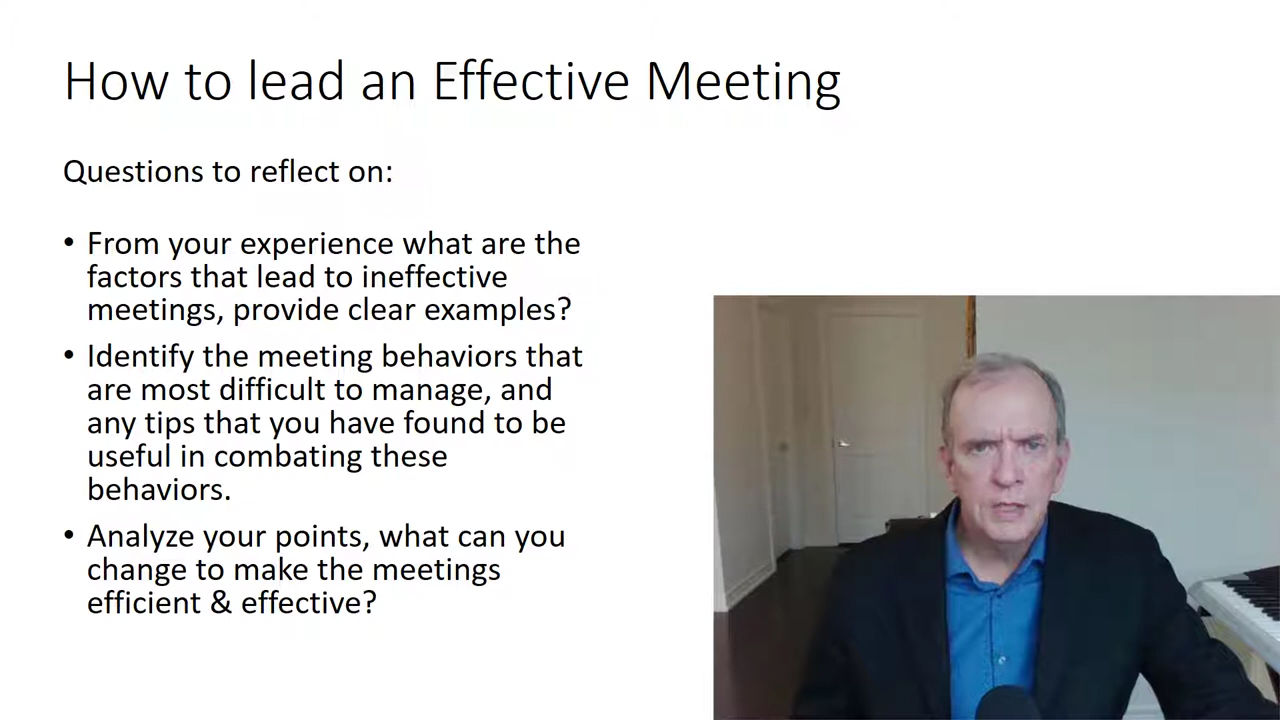 How to lead an Effective Meeting
Questions to reflect on:
• From your experience what are the
factors that lead to ineffective
meetings, provide clear examples?
• Identify the meeting behaviors that
are most difficult to manage, and
any tips that you have found to be
useful in combating these
behaviors.
• Analyze your points, what can you
change to make the meetings
efficient & effective?